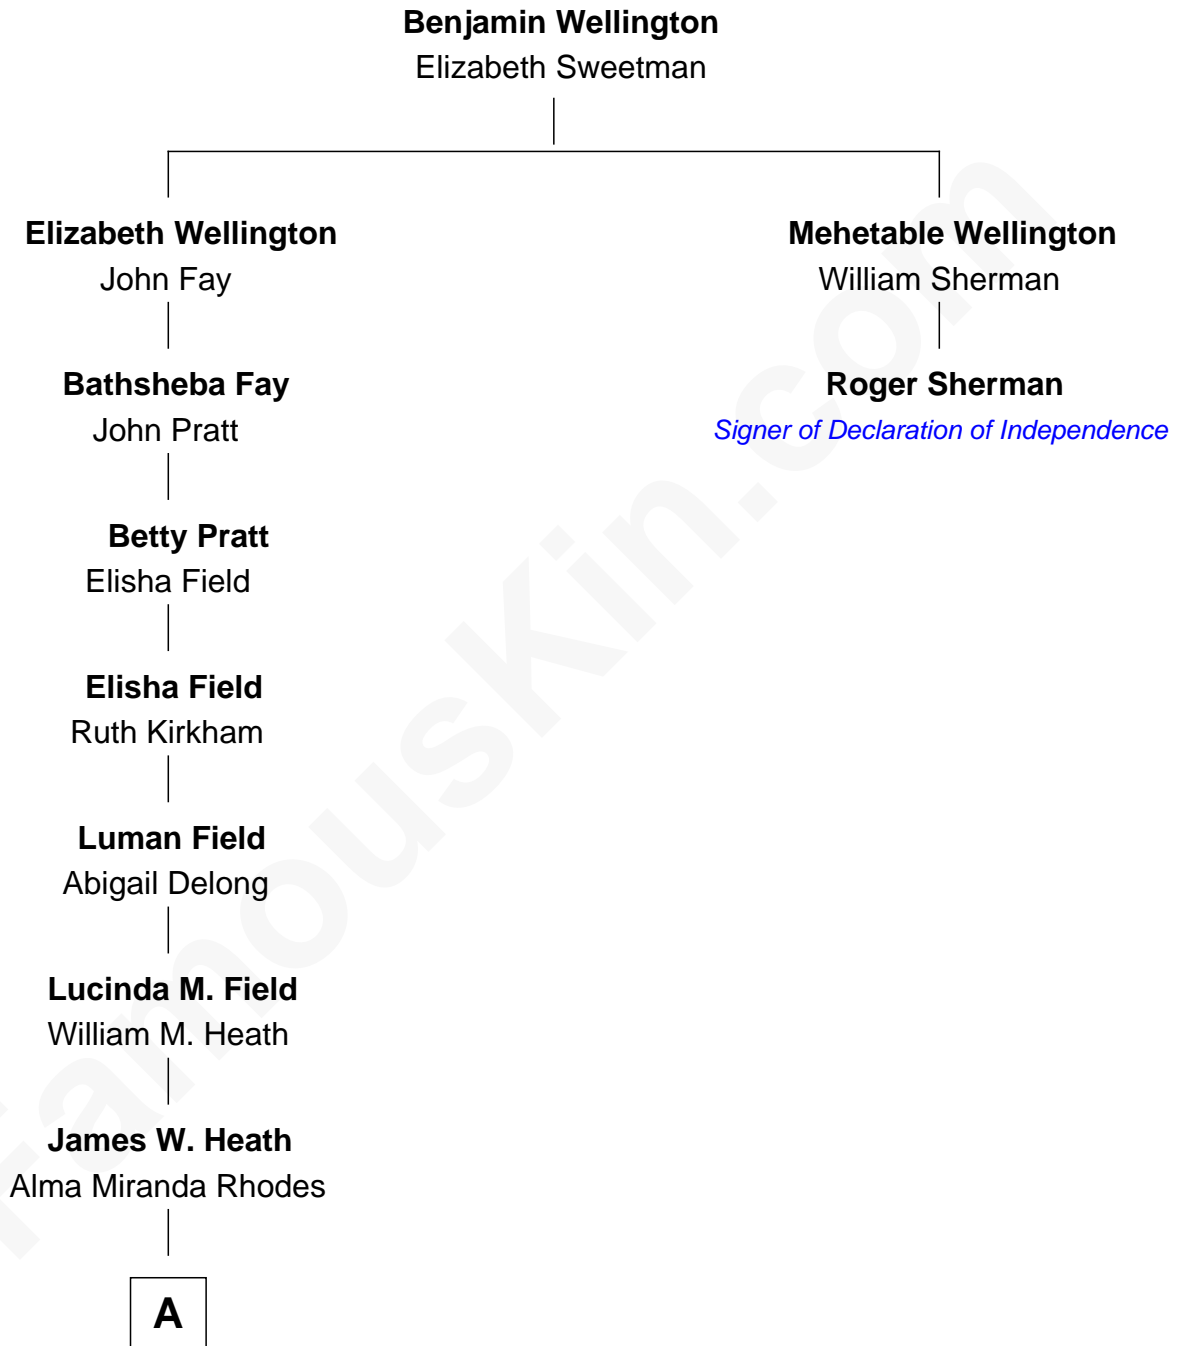 Benjamin Wellington
Elizabeth Sweetman
Elizabeth Wellington
John Fay
Mehetable Wellington
William Sherman
Bathsheba Fay
John Pratt
Roger Sherman
Signer of Declaration of Independence
Betty Pratt
Elisha Field
Elisha Field
Ruth Kirkham
Luman Field
Abigail Delong
Lucinda M. Field
William M. Heath
James W. Heath
Alma Miranda Rhodes
A
FamousKin.com